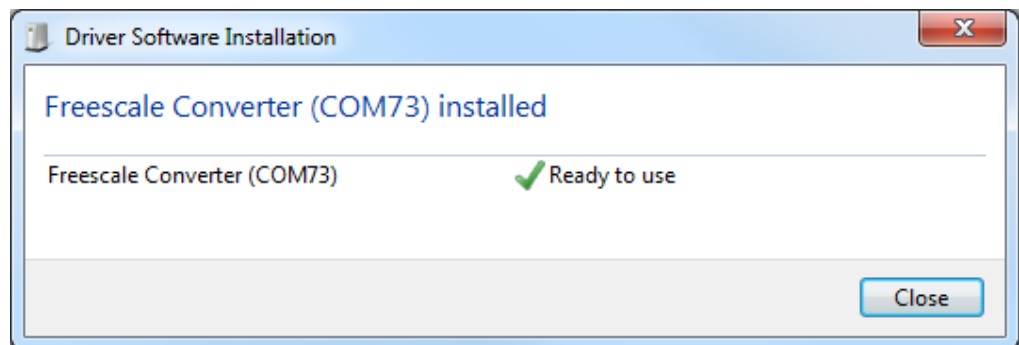 Driver Software Installation
Freescale Converter (COM73) installed
Freescale Converter (COM73) Ready to use
Close